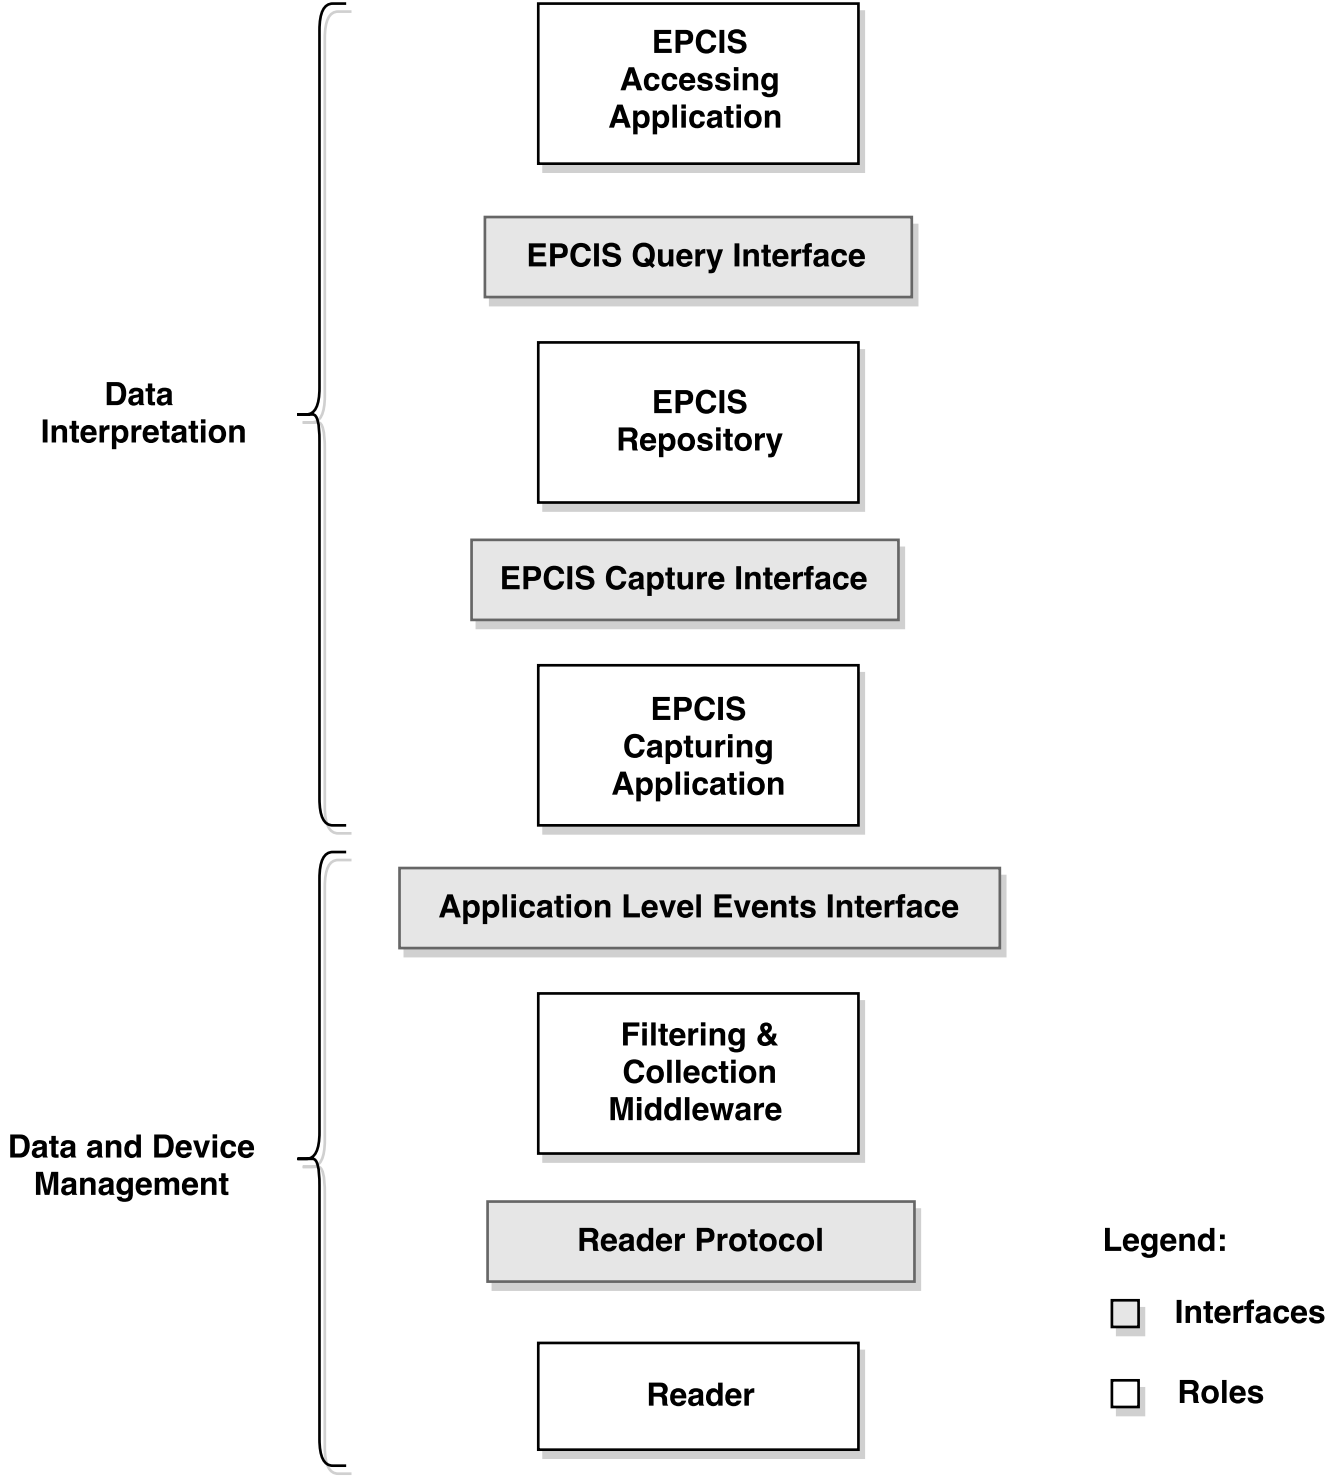 EPCIS
Accessing
Application
EPCIS Query Interface
Data
Interpretation
EPCIS
Repository
EPCIS Capture Interface
EPCIS
Capturing
Application
Application Level Events Interface
Filtering &
Collection
Middleware
Data and Device
Management
Reader Protocol
Reader
Legend:
Interfaces
Roles